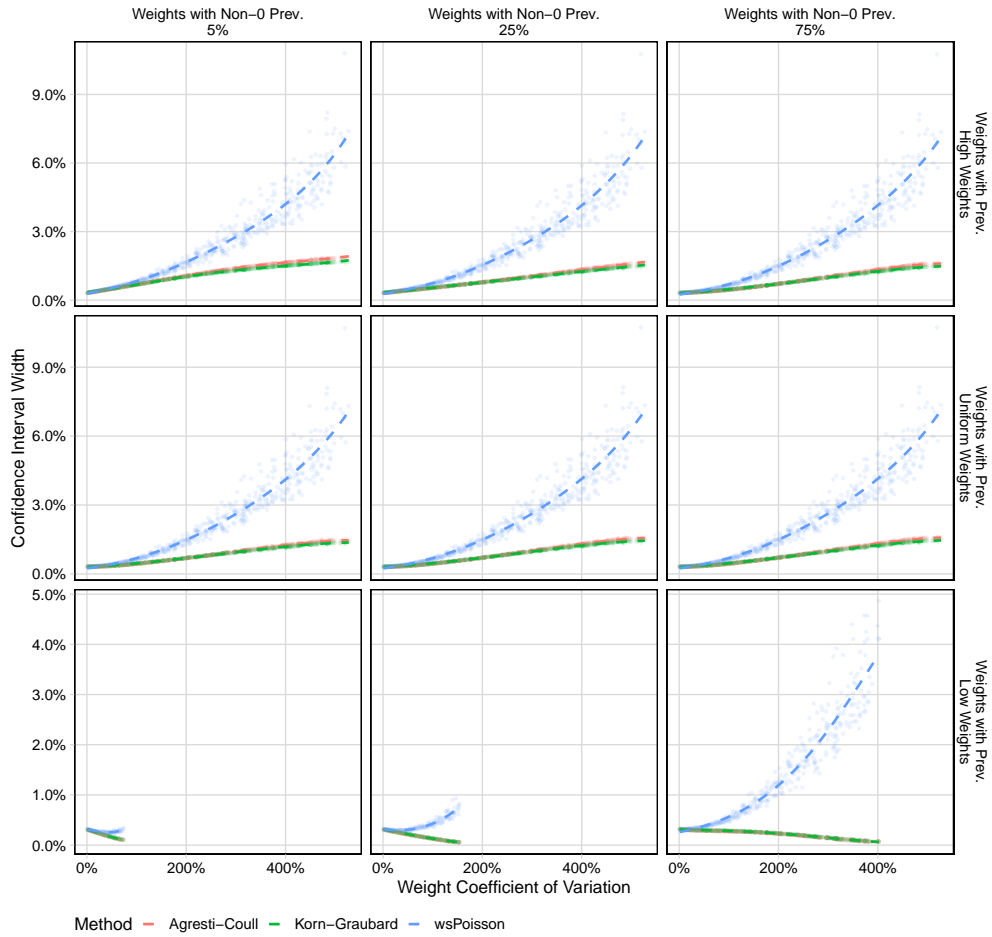 Weights with Non−0 Prev.
5%
Weights with Non−0 Prev.
25%
Weights with Non−0 Prev.
75%
9.0%
6.0%
3.0%
0.0%
Weights with Prev.
High Weights
9.0%
6.0%
3.0%
0.0%
Weights with Prev.
Uniform Weights
5.0%
4.0%
3.0%
2.0%
1.0%
0.0%
Weights with Prev.
Low Weights
Confidence Interval Width
0% 200% 400% 0% 200% 400% 0% 200% 400%
Weight Coefficient of Variation
Method Agresti−Coull Korn−Graubard wsPoisson